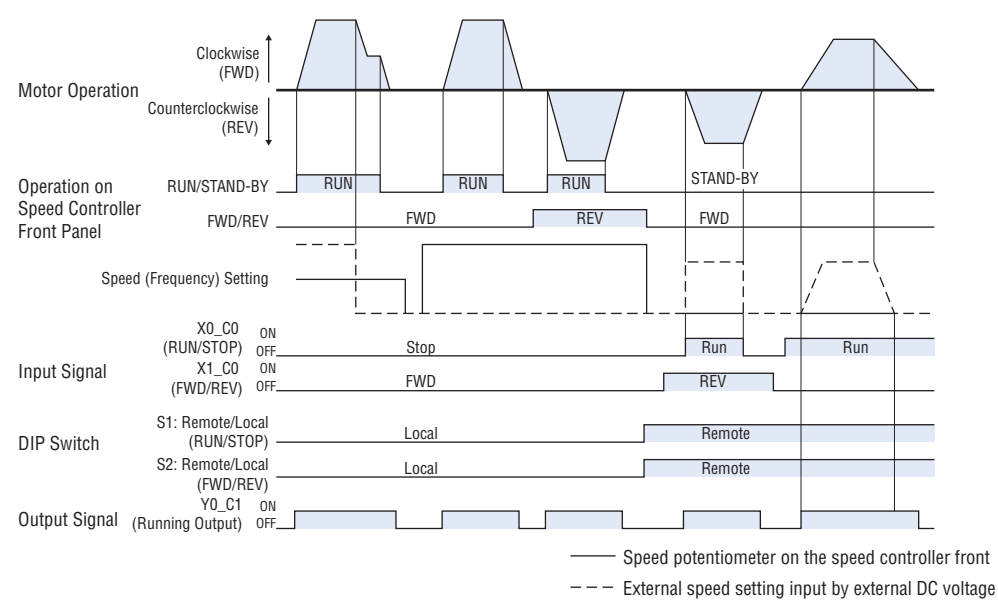 Clockwise
(FWD)
Motor Operation
Counterclockwise
(REV)
Operation on
Speed Controller
Front Panel
RUN/STAND-BY
RUN
RUN
RUN
STAND-BY
FWD/REV
FWD
REV
FWD
Speed (Frequency) Setting
Input Signal
X0_C0
(RUN/STOP)
ON
OFF
Stop
Run
Run
X1_C0
(FWD/REV)
ON
OFF
FWD
REV
DIP Switch
S1: Remote/Local
(RUN/STOP)
Local
Remote
S2: Remote/Local
(FWD/REV)
Local
Remote
Output Signal
Y0_C1
(Running Output)
ON
OFF
Speed potentiometer on the speed controller front
External speed setting input by external DC voltage